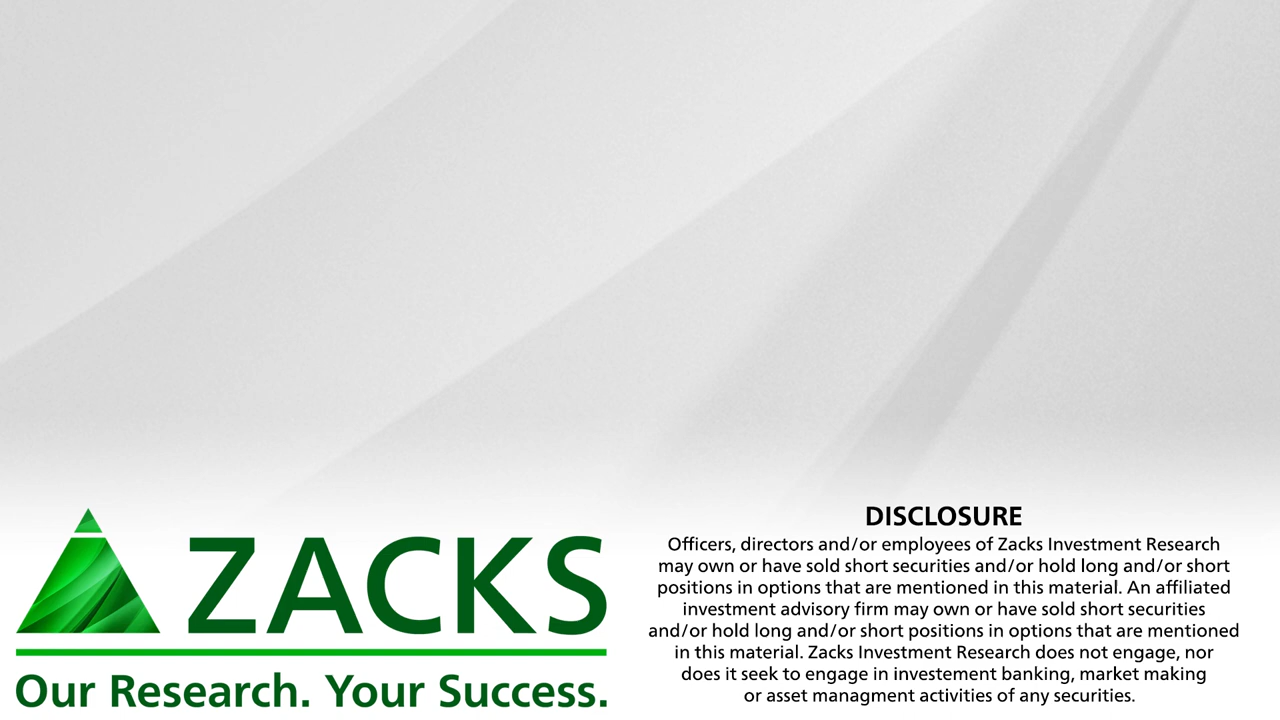 ZACKS
Our Research. Your Success.
DISCLOSURE
Officers, directors and/or employees of Zacks Investment Research
may own or have sold short securities and/or hold long and/or short
positions in options that are mentioned in this material. An affiliated
investment advisory firm may own or have sold short securities
and/or hold long and/or short positions in options that are mentioned
in this material. Zacks Investment Research does not engage, nor
does it seek to engage in investement banking, market making
or asset managment activities of any securities.